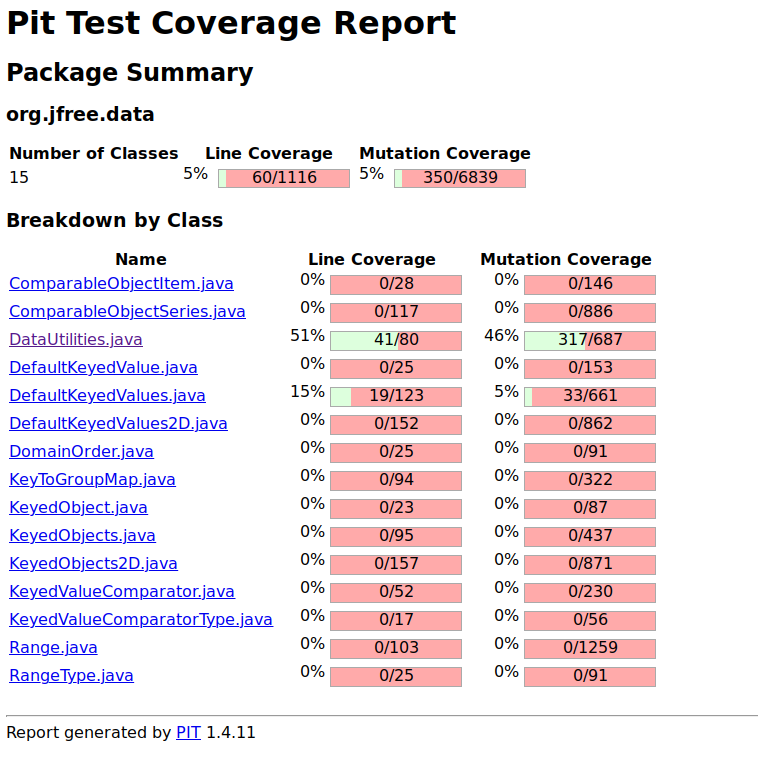 Pit Test Coverage Report
Package Summary
org.jfree.data
Number of Classes Line Coverage Mutation Coverage
15 5% 60/1116 5% 350/6839
Breakdown by Class
Name Line Coverage Mutation Coverage
ComparableObjectItem.java 0% 0/28 0% 0/146
ComparableObjectSeries.java 0% 0/117 0% 0/886
DataUtilities.java 51% 41/80 46% 317/687
DefaultKeyedValue.java 0% 0/25 0% 0/153
DefaultKeyedValues.java 15% 19/123 5% 33/661
DefaultKeyedValues2D.java 0% 0/152 0% 0/862
DomainOrder.java 0% 0/25 0% 0/91
KeyToGroupMap.java 0% 0/94 0% 0/322
KeyedObject.java 0% 0/23 0% 0/87
KeyedObjects.java 0% 0/95 0% 0/437
KeyedObjects2D.java 0% 0/157 0% 0/871
KeyedValueComparator.java 0% 0/52 0% 0/230
KeyedValueComparatorType.java 0% 0/17 0% 0/56
Range.java 0% 0/103 0% 0/1259
RangeType.java 0% 0/25 0% 0/91
Report generated by PIT 1.4.11